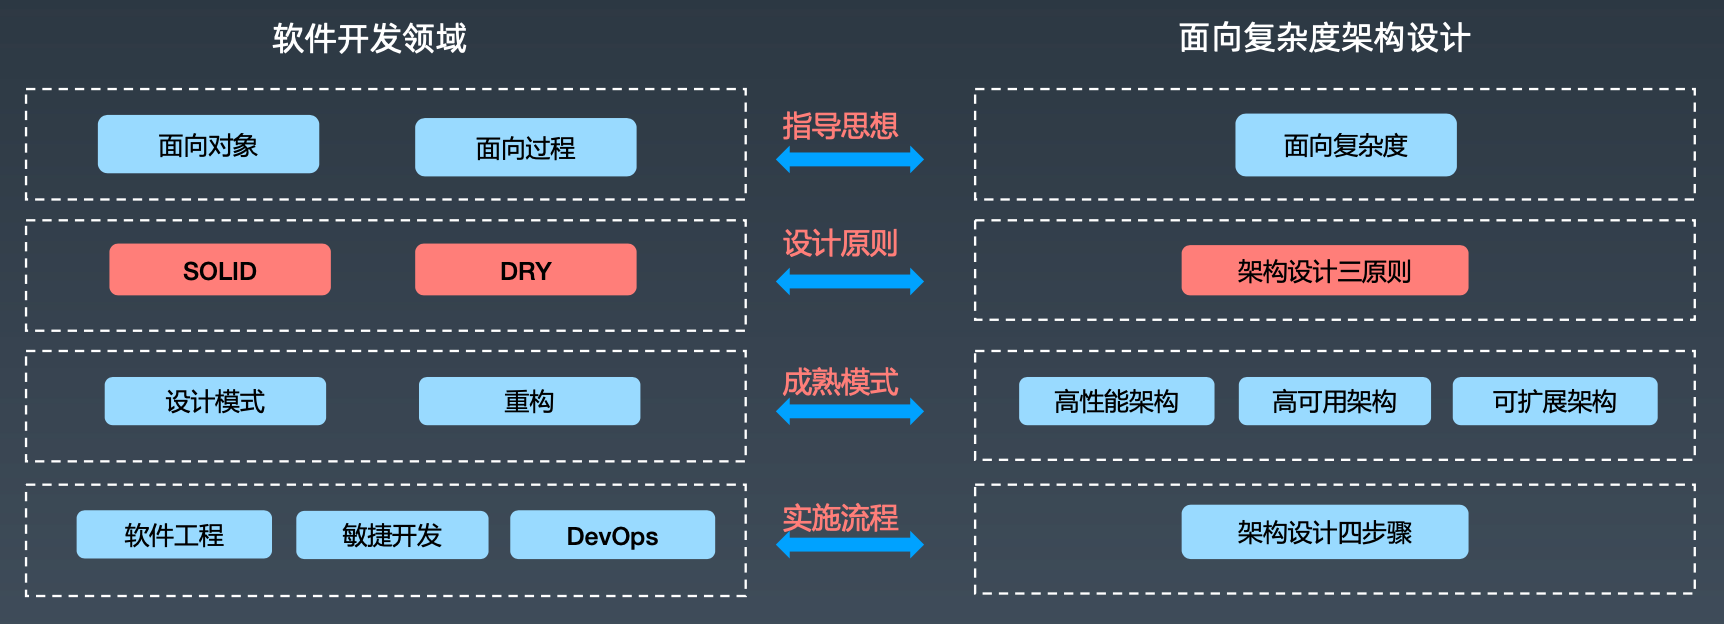 软件开发领域
面向复杂度架构设计
面向对象
面向过程
指导思想
面向复杂度
SOLID
DRY
设计原则
架构设计三原则
设计模式
重构
成熟模式
高性能架构
高可用架构
可扩展架构
软件工程
敏捷开发
DevOps
实施流程
架构设计四步骤